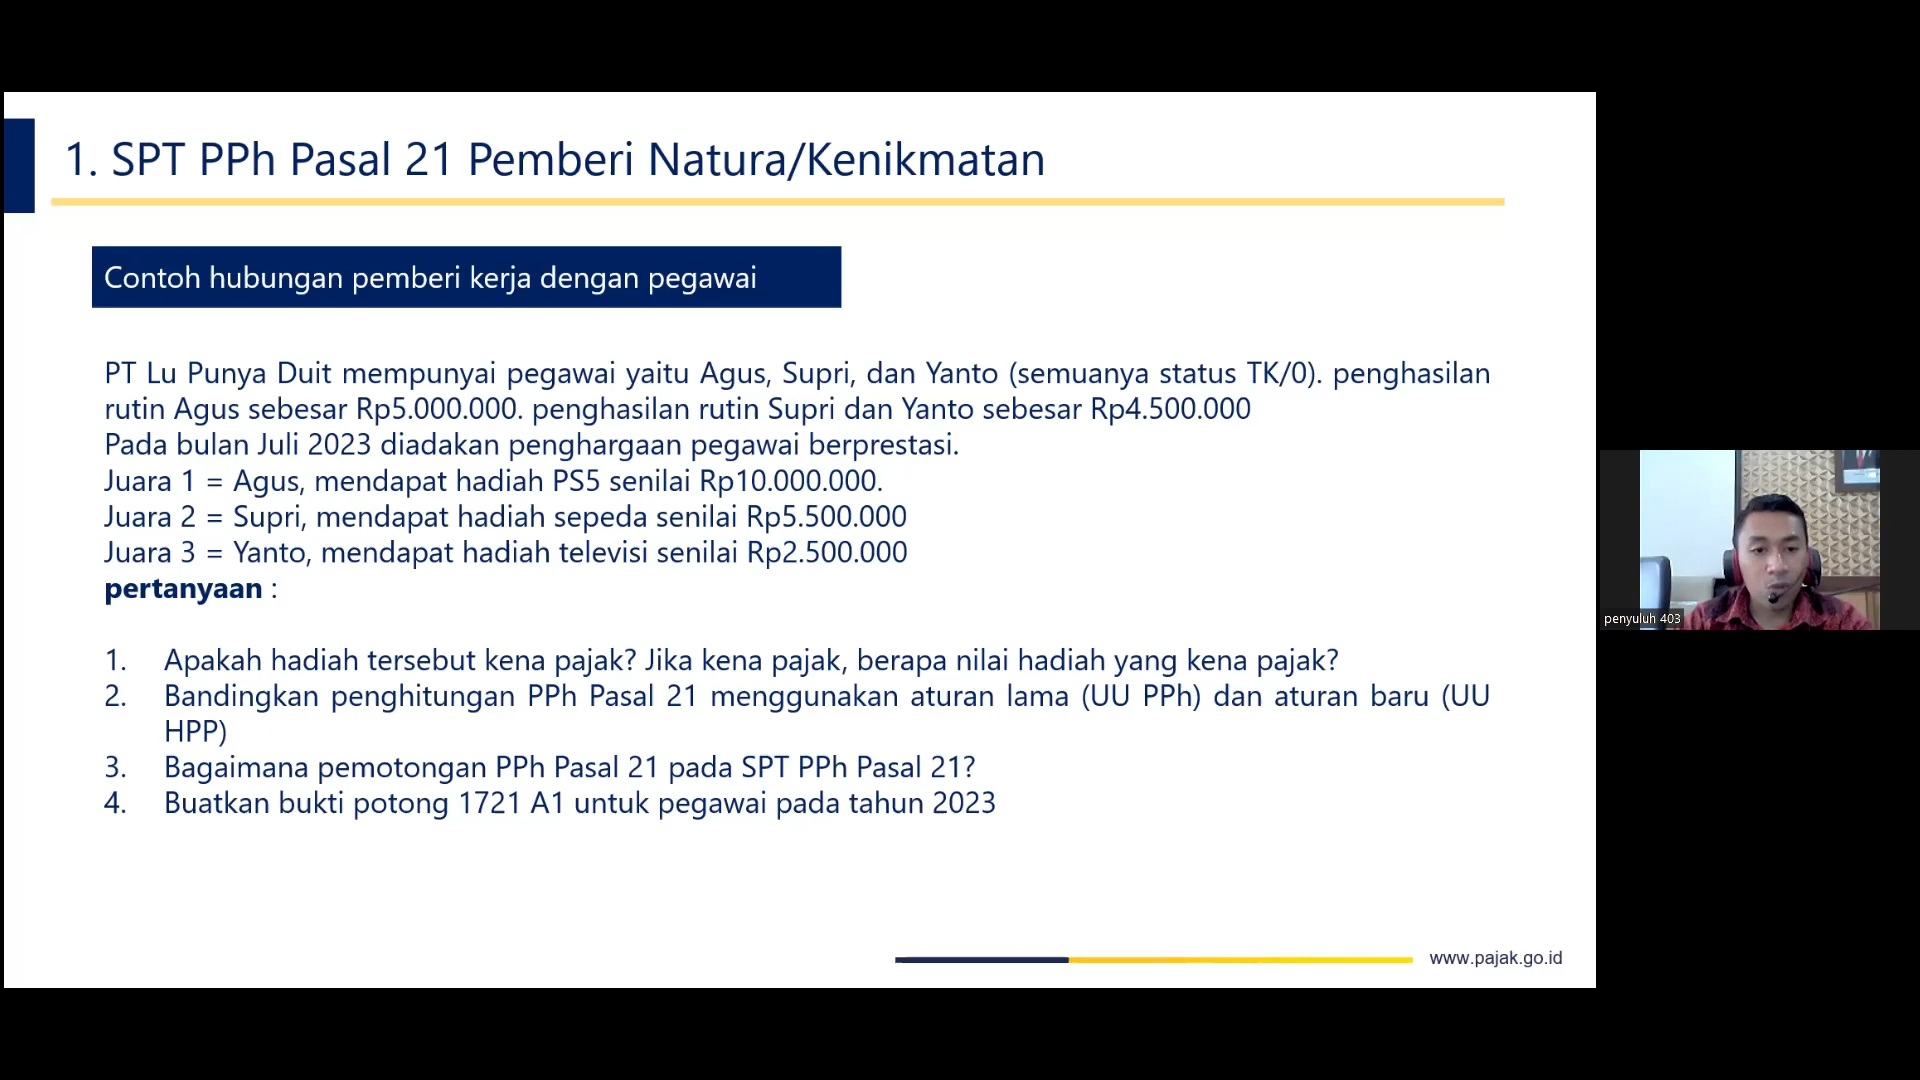 1. SPT PPh Pasal 21 Pemberi Natura/Kenikmatan
Contoh hubungan pemberi kerja dengan pegawai
PT Lu Punya Duit mempunyai pegawai yaitu Agus, Supri, dan Yanto (semuanya status TK/0). penghasilan
rutin Agus sebesar Rp5.000.000. penghasilan rutin Supri dan Yanto sebesar Rp4.500.000
Pada bulan Juli 2023 diadakan penghargaan pegawai berprestasi.
Juara 1 = Agus, mendapat hadiah PS5 senilai Rp10.000.000.
Juara 2 = Supri, mendapat hadiah sepeda senilai Rp5.500.000
Juara 3 = Yanto, mendapat hadiah televisi senilai Rp2.500.000
pertanyaan :
1. Apakah hadiah tersebut kena pajak? Jika kena pajak, berapa nilai hadiah yang kena pajak?
2. Bandingkan penghitungan PPh Pasal 21 menggunakan aturan lama (UU PPh) dan aturan baru (UU
HPP)
3. Bagaimana pemotongan PPh Pasal 21 pada SPT PPh Pasal 21?
4. Buatkan bukti potong 1721 A1 untuk pegawai pada tahun 2023
www.pajak.go.id
penyuluh 403